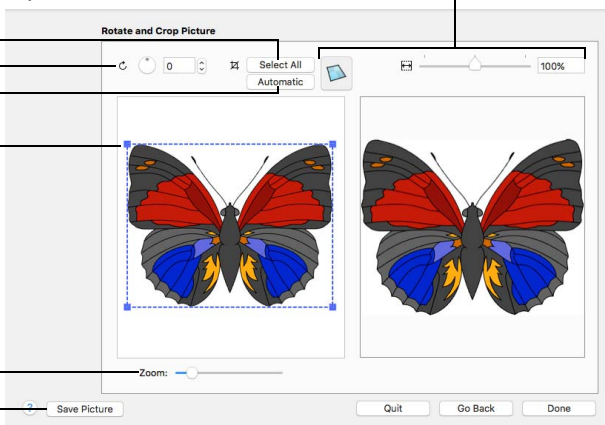 Rotate and Crop Picture
0
Select All
100%
Automatic
Zoom:
?
Save Picture
Quit
Go Back
Done